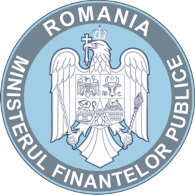 ROMANIA
MINISTERUL FINANTELOR PUBLICE